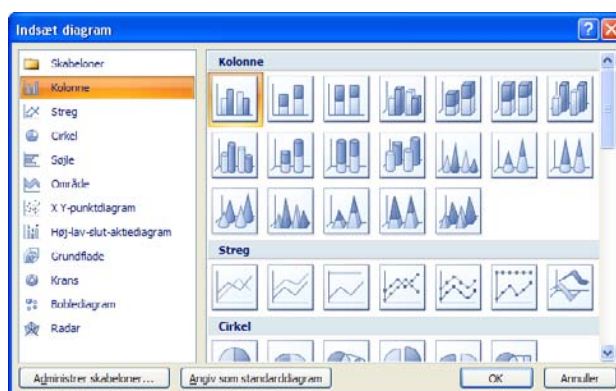 Indsæt diagram
Skabeloner
Kolonne
Streg
Cirkel
Søjle
Område
X Y-punktdiagram
Høj-lav-slut-aktiediagram
Grundflade
Krans
Boblediagram
Radar
Kolonne
Streg
Cirkel
Administrer skabeloner...
Angiv som standarddiagram
OK
Annuller